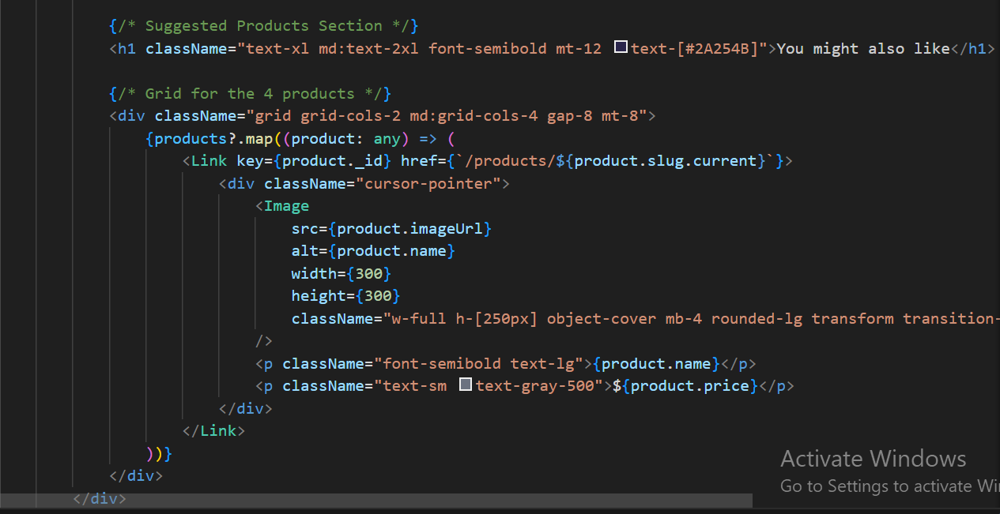 {/* Suggested Products Section */}
<h1 className="text-xl md:text-2xl font-semibold mt-12 text-[#2A254B]">You might also like</h1>
{/* Grid for the 4 products */}
<div className="grid grid-cols-2 md:grid-cols-4 gap-8 mt-8">
{products?.map((product: any) => (
<Link key={product._id} href={`/products/${product.slug.current}`}>
<div className="cursor-pointer">
<Image
src={product.imageUrl}
alt={product.name}
width={300}
height={300}
className="w-full h-[250px] object-cover mb-4 rounded-lg transform transition-
/>
<p className="font-semibold text-lg">{product.name}</p>
<p className="text-sm text-gray-500">${product.price}</p>
</div>
</Link>
))}
</div>
</div>
Activate Windows
Go to Settings to activate Wi